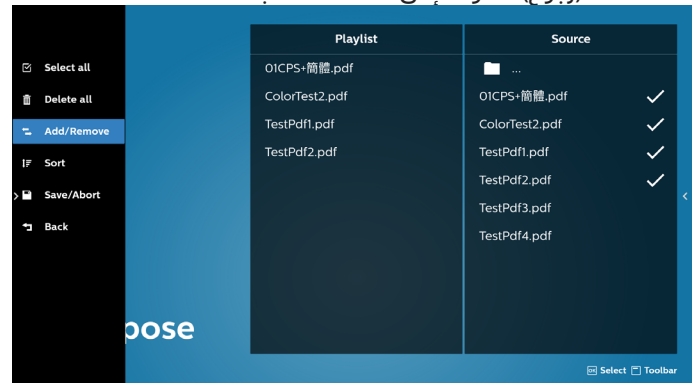 Select all
Delete all
Add/Remove
Sort
Save/Abort
Back
Playlist
01CPS+簡體.pdf
ColorTest2.pdf
TestPdf1.pdf
TestPdf2.pdf
Source
...
01CPS+簡體.pdf
ColorTest2.pdf
TestPdf1.pdf
TestPdf2.pdf
TestPdf3.pdf
TestPdf4.pdf
pose
OK Select Toolbar